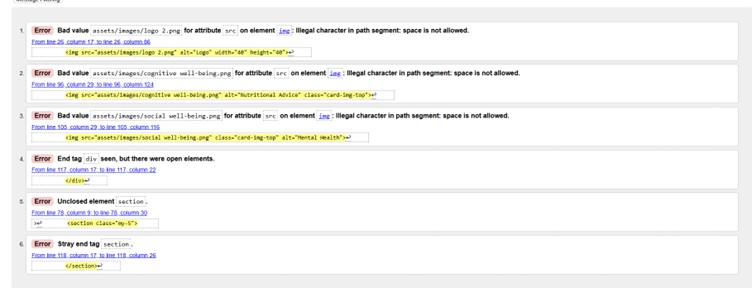 1. Error Bad value assets/images/logo 2.png for attribute src on element img: Illegal character in path segment: space is not allowed.
From line 26, column 17; to line 26, column 86
<img src="assets/images/logo 2.png" alt="Logo" width="40" height="40">↩
2. Error Bad value assets/images/cognitive well-being.png for attribute src on element img: Illegal character in path segment: space is not allowed.
From line 96, column 29; to line 96, column 124
<img src="assets/images/cognitive well-being.png" alt="Nutritional Advice" class="card-img-top">↩
3. Error Bad value assets/images/social well-being.png for attribute src on element img: Illegal character in path segment: space is not allowed.
From line 105, column 29; to line 105, column 116
<img src="assets/images/social well-being.png" class="card-img-top" alt="Mental Health">↩
4. Error End tag div seen, but there were open elements.
From line 117, column 17; to line 117, column 22
</div>↩
5. Error Unclosed element section.
From line 78, column 9; to line 78, column 30
>↩ <section class="my-5">
6. Error Stray end tag section.
From line 118, column 17; to line 118, column 26
</section>↩